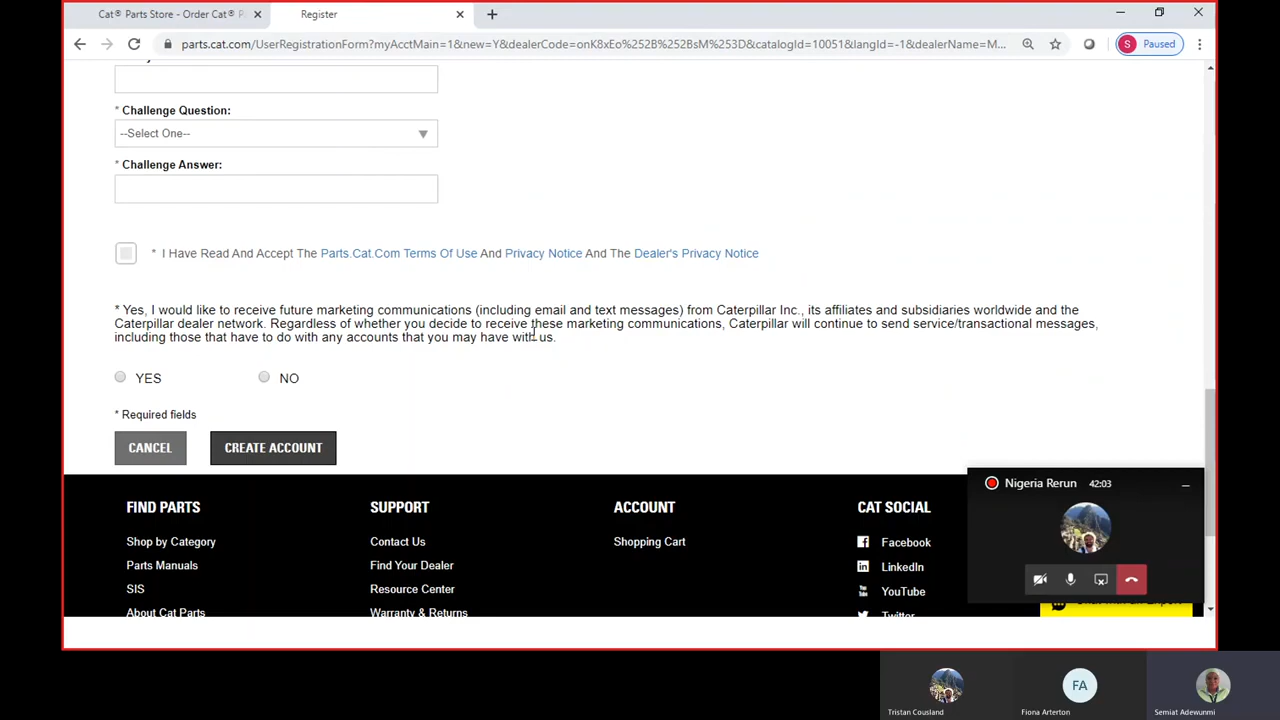 Cat® Parts Store - Order Cat® P
Register
parts.cat.com/UserRegistrationForm?myAcctMain=1&new=Y&dealerCode=onK8xEo%252B%252BsM%253D&catalogId=10051&langId=-1&dealerName=M...
S Paused
* Challenge Question:
--Select One--
* Challenge Answer:
* I Have Read And Accept The Parts.Cat.Com Terms Of Use And Privacy Notice And The Dealer's Privacy Notice
* Yes, I would like to receive future marketing communications (including email and text messages) from Caterpillar Inc., its affiliates and subsidiaries worldwide and the
Caterpillar dealer network. Regardless of whether you decide to receive these marketing communications, Caterpillar will continue to send service/transactional messages,
including those that have to do with any accounts that you may have with us.
YES NO
* Required fields
CANCEL CREATE ACCOUNT
FIND PARTS
Shop by Category
Parts Manuals
SIS
About Cat Parts
SUPPORT
Contact Us
Find Your Dealer
Resource Center
Warranty & Returns
ACCOUNT
Shopping Cart
CAT SOCIAL
Facebook
LinkedIn
YouTube
Twitter
Nigeria Rerun 42:03
Tristan Cousland
FA
Fiona Arterton
Semiat Adewunmi